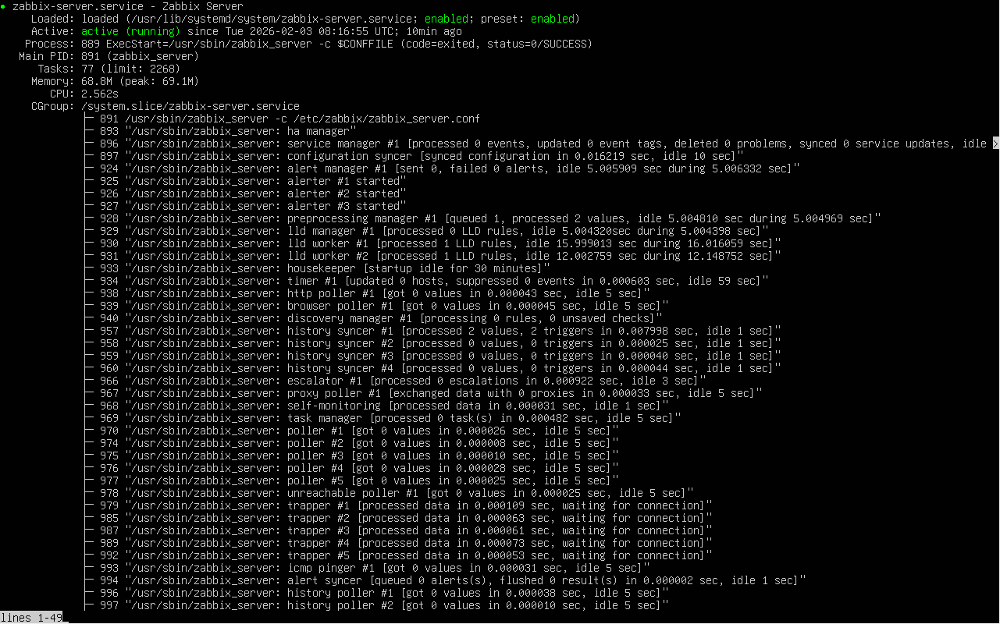 ● zabbix-server.service - Zabbix Server
Loaded: loaded (/usr/lib/systemd/system/zabbix-server.service; enabled; preset: enabled)
Active: active (running) since Tue 2026-02-03 08:16:55 UTC; 10min ago
Process: 889 ExecStart=/usr/sbin/zabbix_server -c $CONFFILE (code=exited, status=0/SUCCESS)
Main PID: 891 (zabbix_server)
Tasks: 77 (limit: 2268)
Memory: 68.8M (peak: 69.1M)
CPU: 2.562s
CGroup: /system.slice/zabbix-server.service
├─ 891 /usr/sbin/zabbix_server -c /etc/zabbix/zabbix_server.conf
├─ 893 "/usr/sbin/zabbix_server: ha manager"
├─ 896 "/usr/sbin/zabbix_server: service manager #1 [processed 0 events, updated 0 event tags, deleted 0 problems, synced 0 service updates, idle >
├─ 897 "/usr/sbin/zabbix_server: configuration syncer [synced configuration in 0.016219 sec, idle 10 sec]"
├─ 924 "/usr/sbin/zabbix_server: alert manager #1 [sent 0, failed 0 alerts, idle 5.005909 sec during 5.006332 sec]"
├─ 925 "/usr/sbin/zabbix_server: alerter #1 started"
├─ 926 "/usr/sbin/zabbix_server: alerter #2 started"
├─ 927 "/usr/sbin/zabbix_server: alerter #3 started"
├─ 928 "/usr/sbin/zabbix_server: preprocessing manager #1 [queued 1, processed 2 values, idle 5.004810 sec during 5.004969 sec]"
├─ 929 "/usr/sbin/zabbix_server: lld manager #1 [processed 0 LLD rules, idle 5.004320sec during 5.004398 sec]"
├─ 930 "/usr/sbin/zabbix_server: lld worker #1 [processed 1 LLD rules, idle 15.999013 sec during 16.016059 sec]"
├─ 931 "/usr/sbin/zabbix_server: lld worker #2 [processed 1 LLD rules, idle 12.002759 sec during 12.148752 sec]"
├─ 933 "/usr/sbin/zabbix_server: housekeeper [startup idle for 30 minutes]"
├─ 934 "/usr/sbin/zabbix_server: timer #1 [updated 0 hosts, suppressed 0 events in 0.000603 sec, idle 59 sec]"
├─ 938 "/usr/sbin/zabbix_server: http poller #1 [got 0 values in 0.000043 sec, idle 5 sec]"
├─ 939 "/usr/sbin/zabbix_server: browser poller #1 [got 0 values in 0.000045 sec, idle 5 sec]"
├─ 940 "/usr/sbin/zabbix_server: discovery manager #1 [processing 0 rules, 0 unsaved checks]"
├─ 957 "/usr/sbin/zabbix_server: history syncer #1 [processed 2 values, 2 triggers in 0.007998 sec, idle 1 sec]"
├─ 958 "/usr/sbin/zabbix_server: history syncer #2 [processed 0 values, 0 triggers in 0.000025 sec, idle 1 sec]"
├─ 959 "/usr/sbin/zabbix_server: history syncer #3 [processed 0 values, 0 triggers in 0.000040 sec, idle 1 sec]"
├─ 960 "/usr/sbin/zabbix_server: history syncer #4 [processed 0 values, 0 triggers in 0.000044 sec, idle 1 sec]"
├─ 966 "/usr/sbin/zabbix_server: escalator #1 [processed 0 escalations in 0.000922 sec, idle 3 sec]"
├─ 967 "/usr/sbin/zabbix_server: proxy poller #1 [exchanged data with 0 proxies in 0.000033 sec, idle 5 sec]"
├─ 968 "/usr/sbin/zabbix_server: self-monitoring [processed data in 0.000031 sec, idle 1 sec]"
├─ 969 "/usr/sbin/zabbix_server: task manager [processed 0 task(s) in 0.000482 sec, idle 5 sec]"
├─ 970 "/usr/sbin/zabbix_server: poller #1 [got 0 values in 0.000026 sec, idle 5 sec]"
├─ 974 "/usr/sbin/zabbix_server: poller #2 [got 0 values in 0.000008 sec, idle 5 sec]"
├─ 975 "/usr/sbin/zabbix_server: poller #3 [got 0 values in 0.000010 sec, idle 5 sec]"
├─ 976 "/usr/sbin/zabbix_server: poller #4 [got 0 values in 0.000028 sec, idle 5 sec]"
├─ 977 "/usr/sbin/zabbix_server: poller #5 [got 0 values in 0.000025 sec, idle 5 sec]
├─ 978 "/usr/sbin/zabbix_server: unreachable poller #1 [got 0 values in 0.000025 sec, idle 5 sec]"
├─ 979 "/usr/sbin/zabbix_server: trapper #1 [processed data in 0.000109 sec, waiting for connection]"
├─ 985 "/usr/sbin/zabbix_server: trapper #2 [processed data in 0.000063 sec, waiting for connection]"
├─ 987 "/usr/sbin/zabbix_server: trapper #3 [processed data in 0.000061 sec, waiting for connection]"
├─ 989 "/usr/sbin/zabbix_server: trapper #4 [processed data in 0.000073 sec, waiting for connection]"
├─ 992 "/usr/sbin/zabbix_server: trapper #5 [processed data in 0.000053 sec, waiting for connection]"
├─ 993 "/usr/sbin/zabbix_server: icmp pinger #1 [got 0 values in 0.000031 sec, idle 5 sec]"
├─ 994 "/usr/sbin/zabbix_server: alert syncer [queued 0 alerts(s), flushed 0 result(s) in 0.000002 sec, idle 1 sec]"
├─ 996 "/usr/sbin/zabbix_server: history poller #1 [got 0 values in 0.000038 sec, idle 5 sec]"
├─ 997 "/usr/sbin/zabbix_server: history poller #2 [got 0 values in 0.000010 sec, idle 5 sec]"
lines 1-49